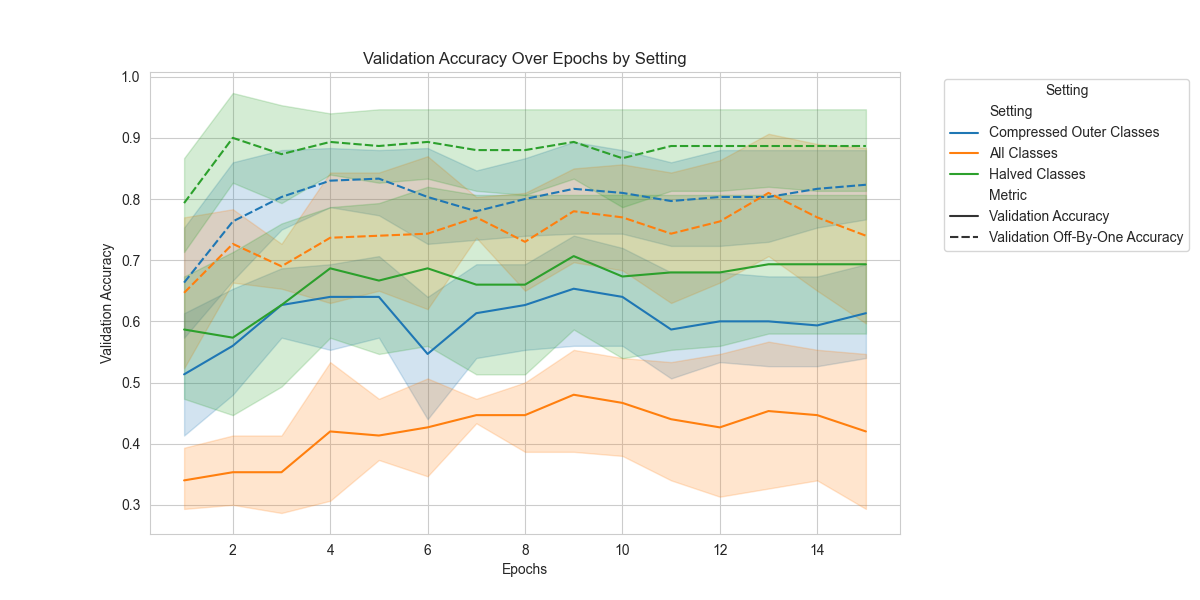 Validation Accuracy Over Epochs by Setting
Validation Accuracy
1.0
0.9
0.8
0.7
0.6
0.5
0.4
0.3
2 4 6 8 10 12 14
Epochs
Setting
Setting
Compressed Outer Classes
All Classes
Halved Classes
Metric
Validation Accuracy
Validation Off-By-One Accuracy